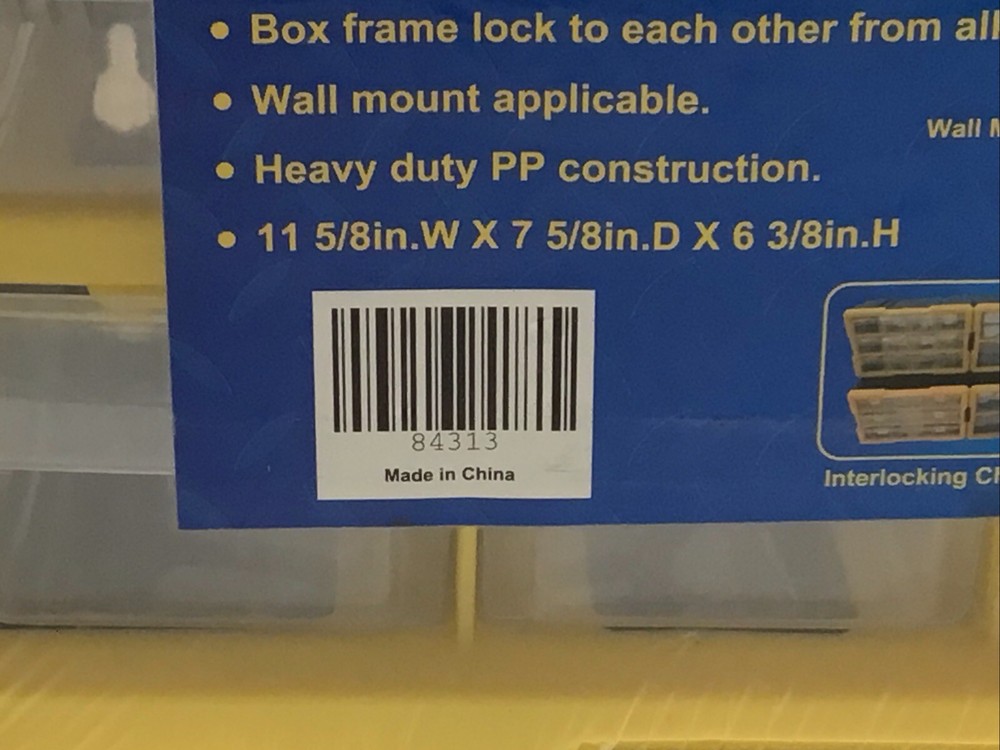 • Box frame lock to each other from all
• Wall mount applicable.
Wall
• Heavy duty PP construction.
• 11 5/8in.W X 7 5/8in.D X 6 3/8in.H
84313
Made in China
Interlocking